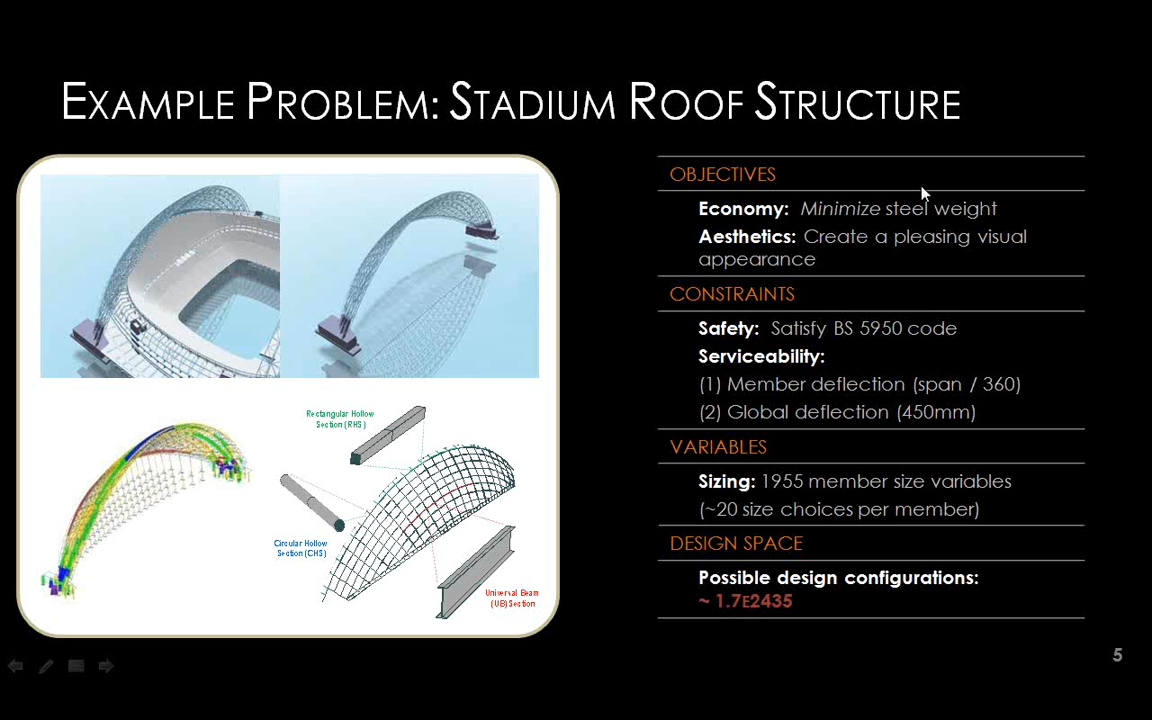 EXAMPLE PROBLEM: STADIUM ROOF STRUCTURE
Rectangular Hollow
Section (RHS)
Circular Hollow
Section (CHS)
Universal Beam
(UB)Section
OBJECTIVES
Economy: Minimize steel weight
Aesthetics: Create a pleasing visual
appearance
CONSTRAINTS
Safety: Satisfy BS 5950 code
Serviceability:
(1) Member deflection (span / 360)
(2) Global deflection (450mm)
VARIABLES
Sizing: 1955 member size variables
(~20 size choices per member)
DESIGN SPACE
Possible design configurations:
~ 1.7E2435
5